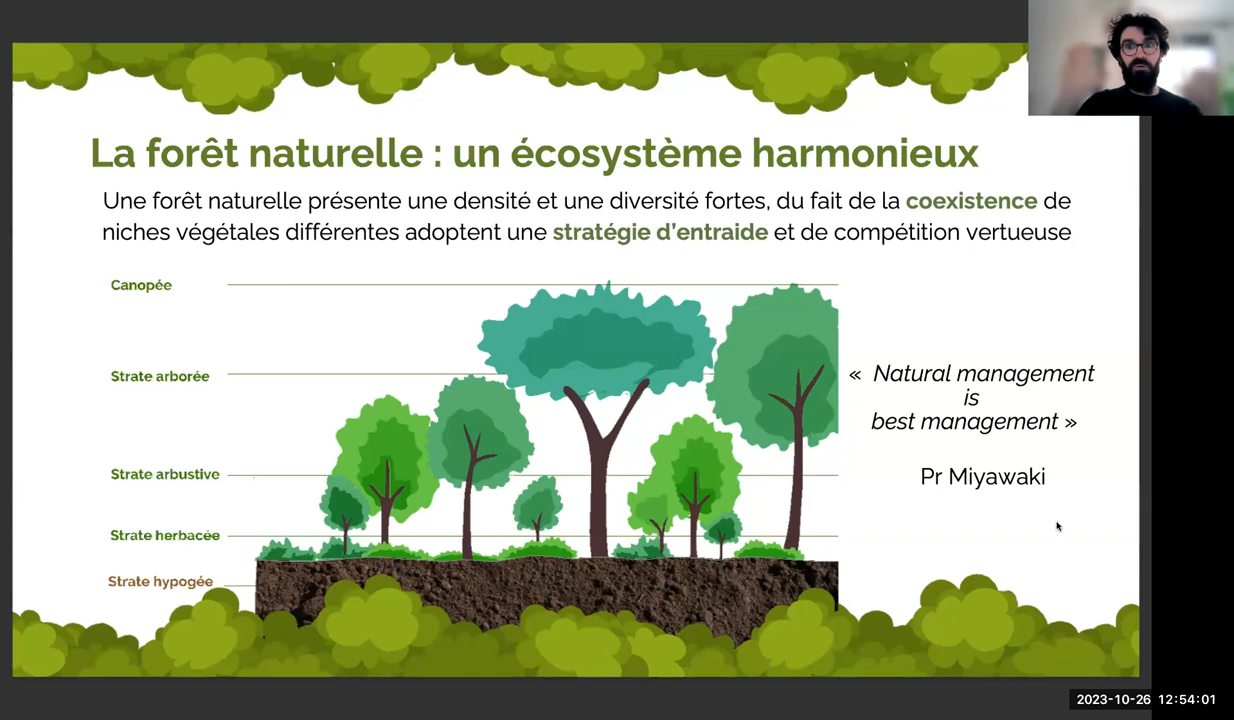 La forêt naturelle : un écosystème harmonieux
Une forêt naturelle présente une densité et une diversité fortes, du fait de la coexistence de
niches végétales différentes adoptent une stratégie d'entraide et de compétition vertueuse
Canopée
Strate arborée
Strate arbustive
Strate herbacée
Strate hypogée
« Natural management
is
best management »
Pr Miyawaki
2023-10-26 12:54:01